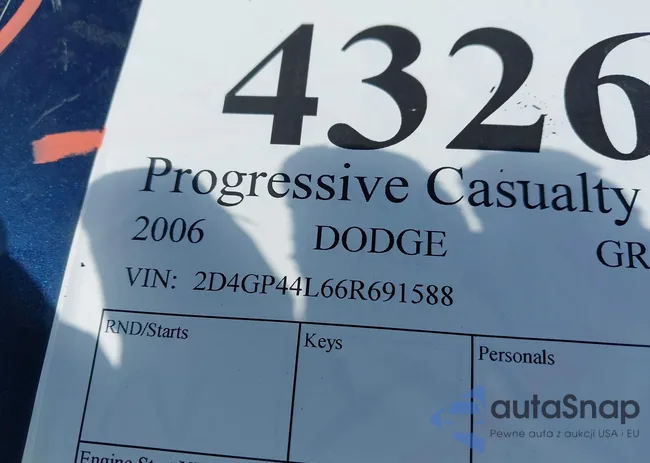 4326
Progressive Casualty
2006 DODGE GR
VIN: 2D4GP44L66R691588
RND/Starts Keys Personals
autaSnap
Pewne auta z aukcji USA i EU